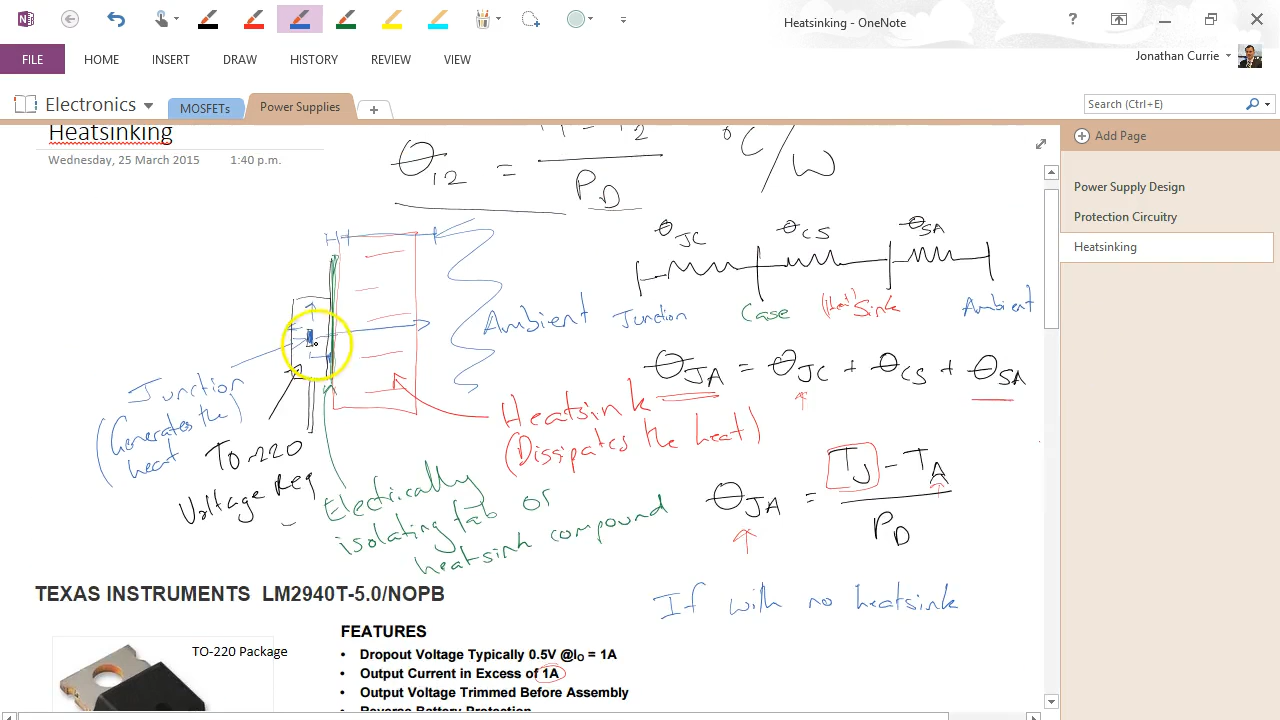 Heatsinking - OneNote
?
Jonathan Currie
FILE HOME INSERT DRAW HISTORY REVIEW VIEW
Electronics MOSFETs Power Supplies +
Search (Ctrl+E)
Heatsinking
Wednesday, 25 March 2015 1:40 p.m.
Add Page
Power Supply Design
Protection Circuitry
Heatsinking
θ12 = T1 - T2 / PD °C/W
θJC θCS θSA
Junction Case (Heat) Sink Ambient
Ambient
θJA = θJC + θCS + θSA
Junction
(Generates the
heat
Heatsink
(Dissipates the heat)
TO-220
Voltage Reg
Electrically
isolating tab or
heatsink compound
θJA = TJ - TA / PD
If with no heatsink
TEXAS INSTRUMENTS LM2940T-5.0/NOPB
TO-220 Package
FEATURES
• Dropout Voltage Typically 0.5V @IO = 1A
• Output Current in Excess of 1A
• Output Voltage Trimmed Before Assembly
• Reverse Battery Protection